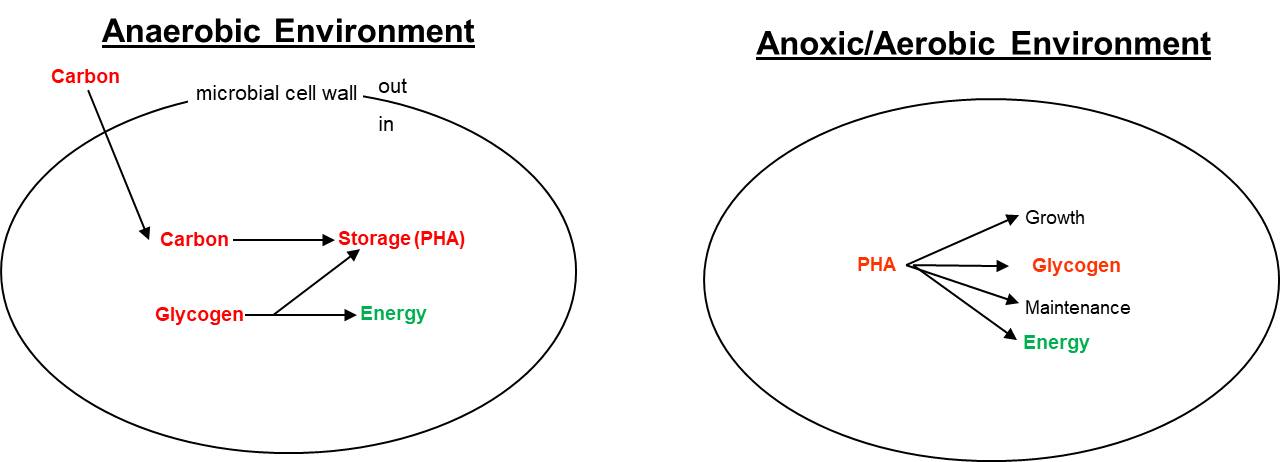 Anaerobic Environment
Carbon
microbial cell wall
out
in
Carbon
Storage (PHA)
Glycogen
Energy
Anoxic/Aerobic Environment
Growth
PHA
Glycogen
Maintenance
Energy